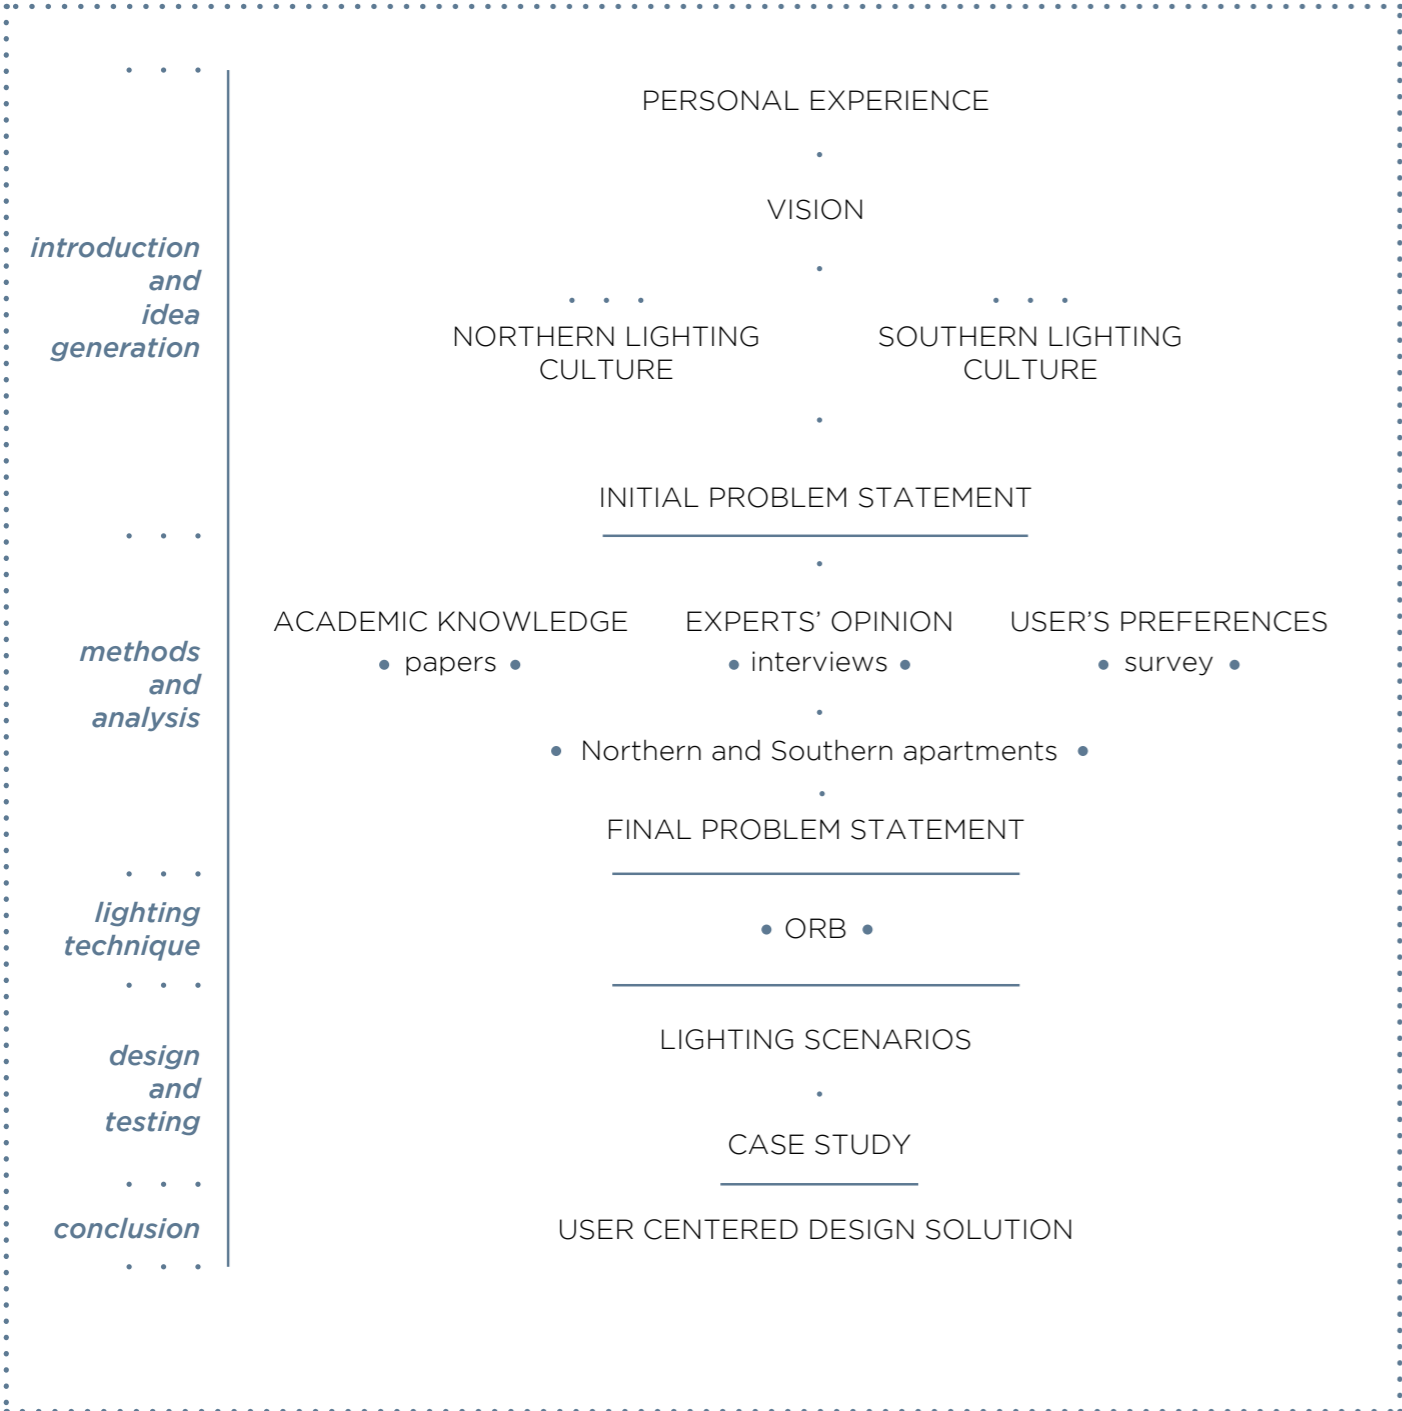 introduction
and
idea
generation
PERSONAL EXPERIENCE
VISION
NORTHERN LIGHTING
CULTURE
SOUTHERN LIGHTING
CULTURE
INITIAL PROBLEM STATEMENT
methods
and
analysis
ACADEMIC KNOWLEDGE
• papers •
EXPERTS’ OPINION
• interviews •
USER’S PREFERENCES
• survey •
• Northern and Southern apartments •
FINAL PROBLEM STATEMENT
lighting
technique
• ORB •
design
and
testing
LIGHTING SCENARIOS
CASE STUDY
conclusion
USER CENTERED DESIGN SOLUTION